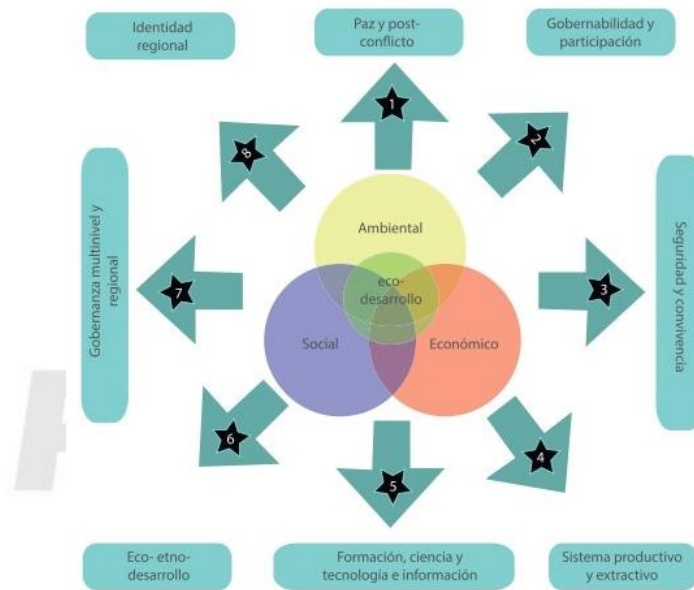 Identidad
regional
Paz y post-
conflicto
Gobernabilidad y
participación
8
1
2
Gobernanza multinivel y
regional
7
Ambiental
eco-
desarrollo
Social
Económico
3
Seguridad y
convivencia
6
5
4
Eco- etno-
desarrollo
Formación, ciencia y
tecnología e información
Sistema productivo
y extractivo